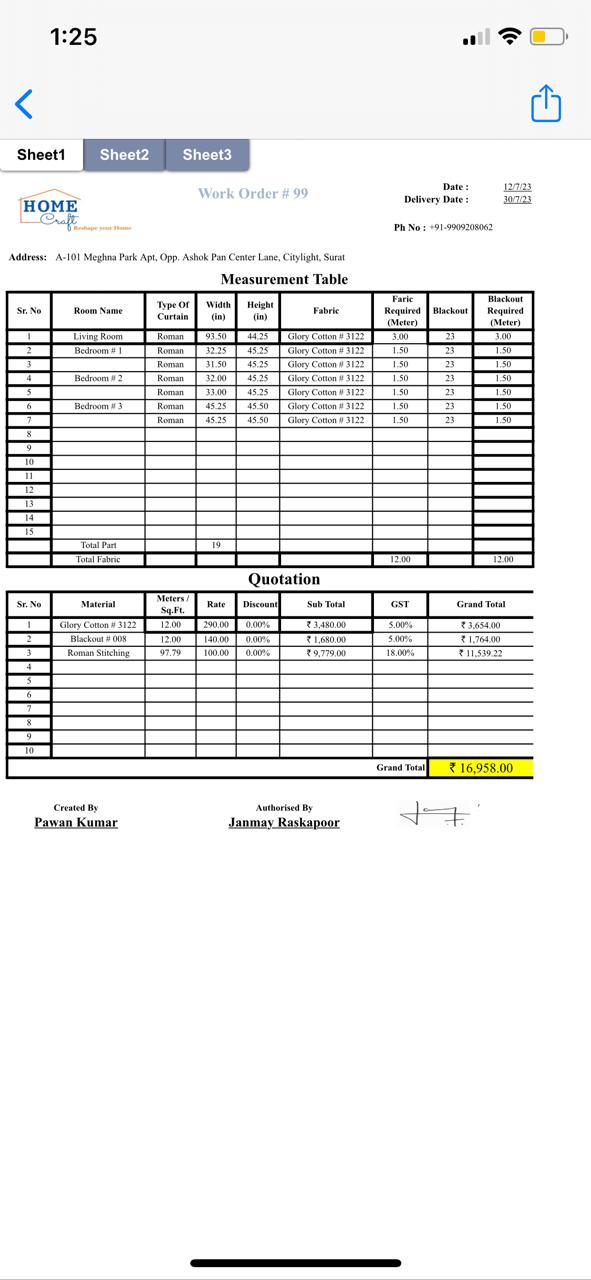 1:25
Sheet1 Sheet2 Sheet3
HOME
Craft
Reshape your Home
Work Order # 99
Date : 12/7/23
Delivery Date : 30/7/23
Ph No : +91-9909208062
Address: A-101 Meghna Park Apt, Opp. Ashok Pan Center Lane, Citylight, Surat
Measurement Table
Sr. No Room Name Type Of Curtain Width (in) Height (in) Fabric Faric Required (Meter) Blackout Blackout Required (Meter)
1 Living Room Roman 93.50 44.25 Glory Cotton # 3122 3.00 23 3.00
2 Bedroom # 1 Roman 32.25 45.25 Glory Cotton # 3122 1.50 23 1.50
3 Roman 31.50 45.25 Glory Cotton # 3122 1.50 23 1.50
4 Bedroom # 2 Roman 32.00 45.25 Glory Cotton # 3122 1.50 23 1.50
5 Roman 33.00 45.25 Glory Cotton # 3122 1.50 23 1.50
6 Bedroom # 3 Roman 45.25 45.50 Glory Cotton # 3122 1.50 23 1.50
7 Roman 45.25 45.50 Glory Cotton # 3122 1.50 23 1.50
8
9
10
11
12
13
14
15
Total Part 19
Total Fabric 12.00 12.00
Quotation
Sr. No Material Meters / Sq.Ft. Rate Discount Sub Total GST Grand Total
1 Glory Cotton # 3122 12.00 290.00 0.00% ₹ 3,480.00 5.00% ₹ 3,654.00
2 Blackout # 008 12.00 140.00 0.00% ₹ 1,680.00 5.00% ₹ 1,764.00
3 Roman Stitching 97.79 100.00 0.00% ₹ 9,779.00 18.00% ₹ 11,539.22
4
5
6
7
8
9
10
Grand Total ₹ 16,958.00
Created By Authorised By
Pawan Kumar Janmay Raskapoor